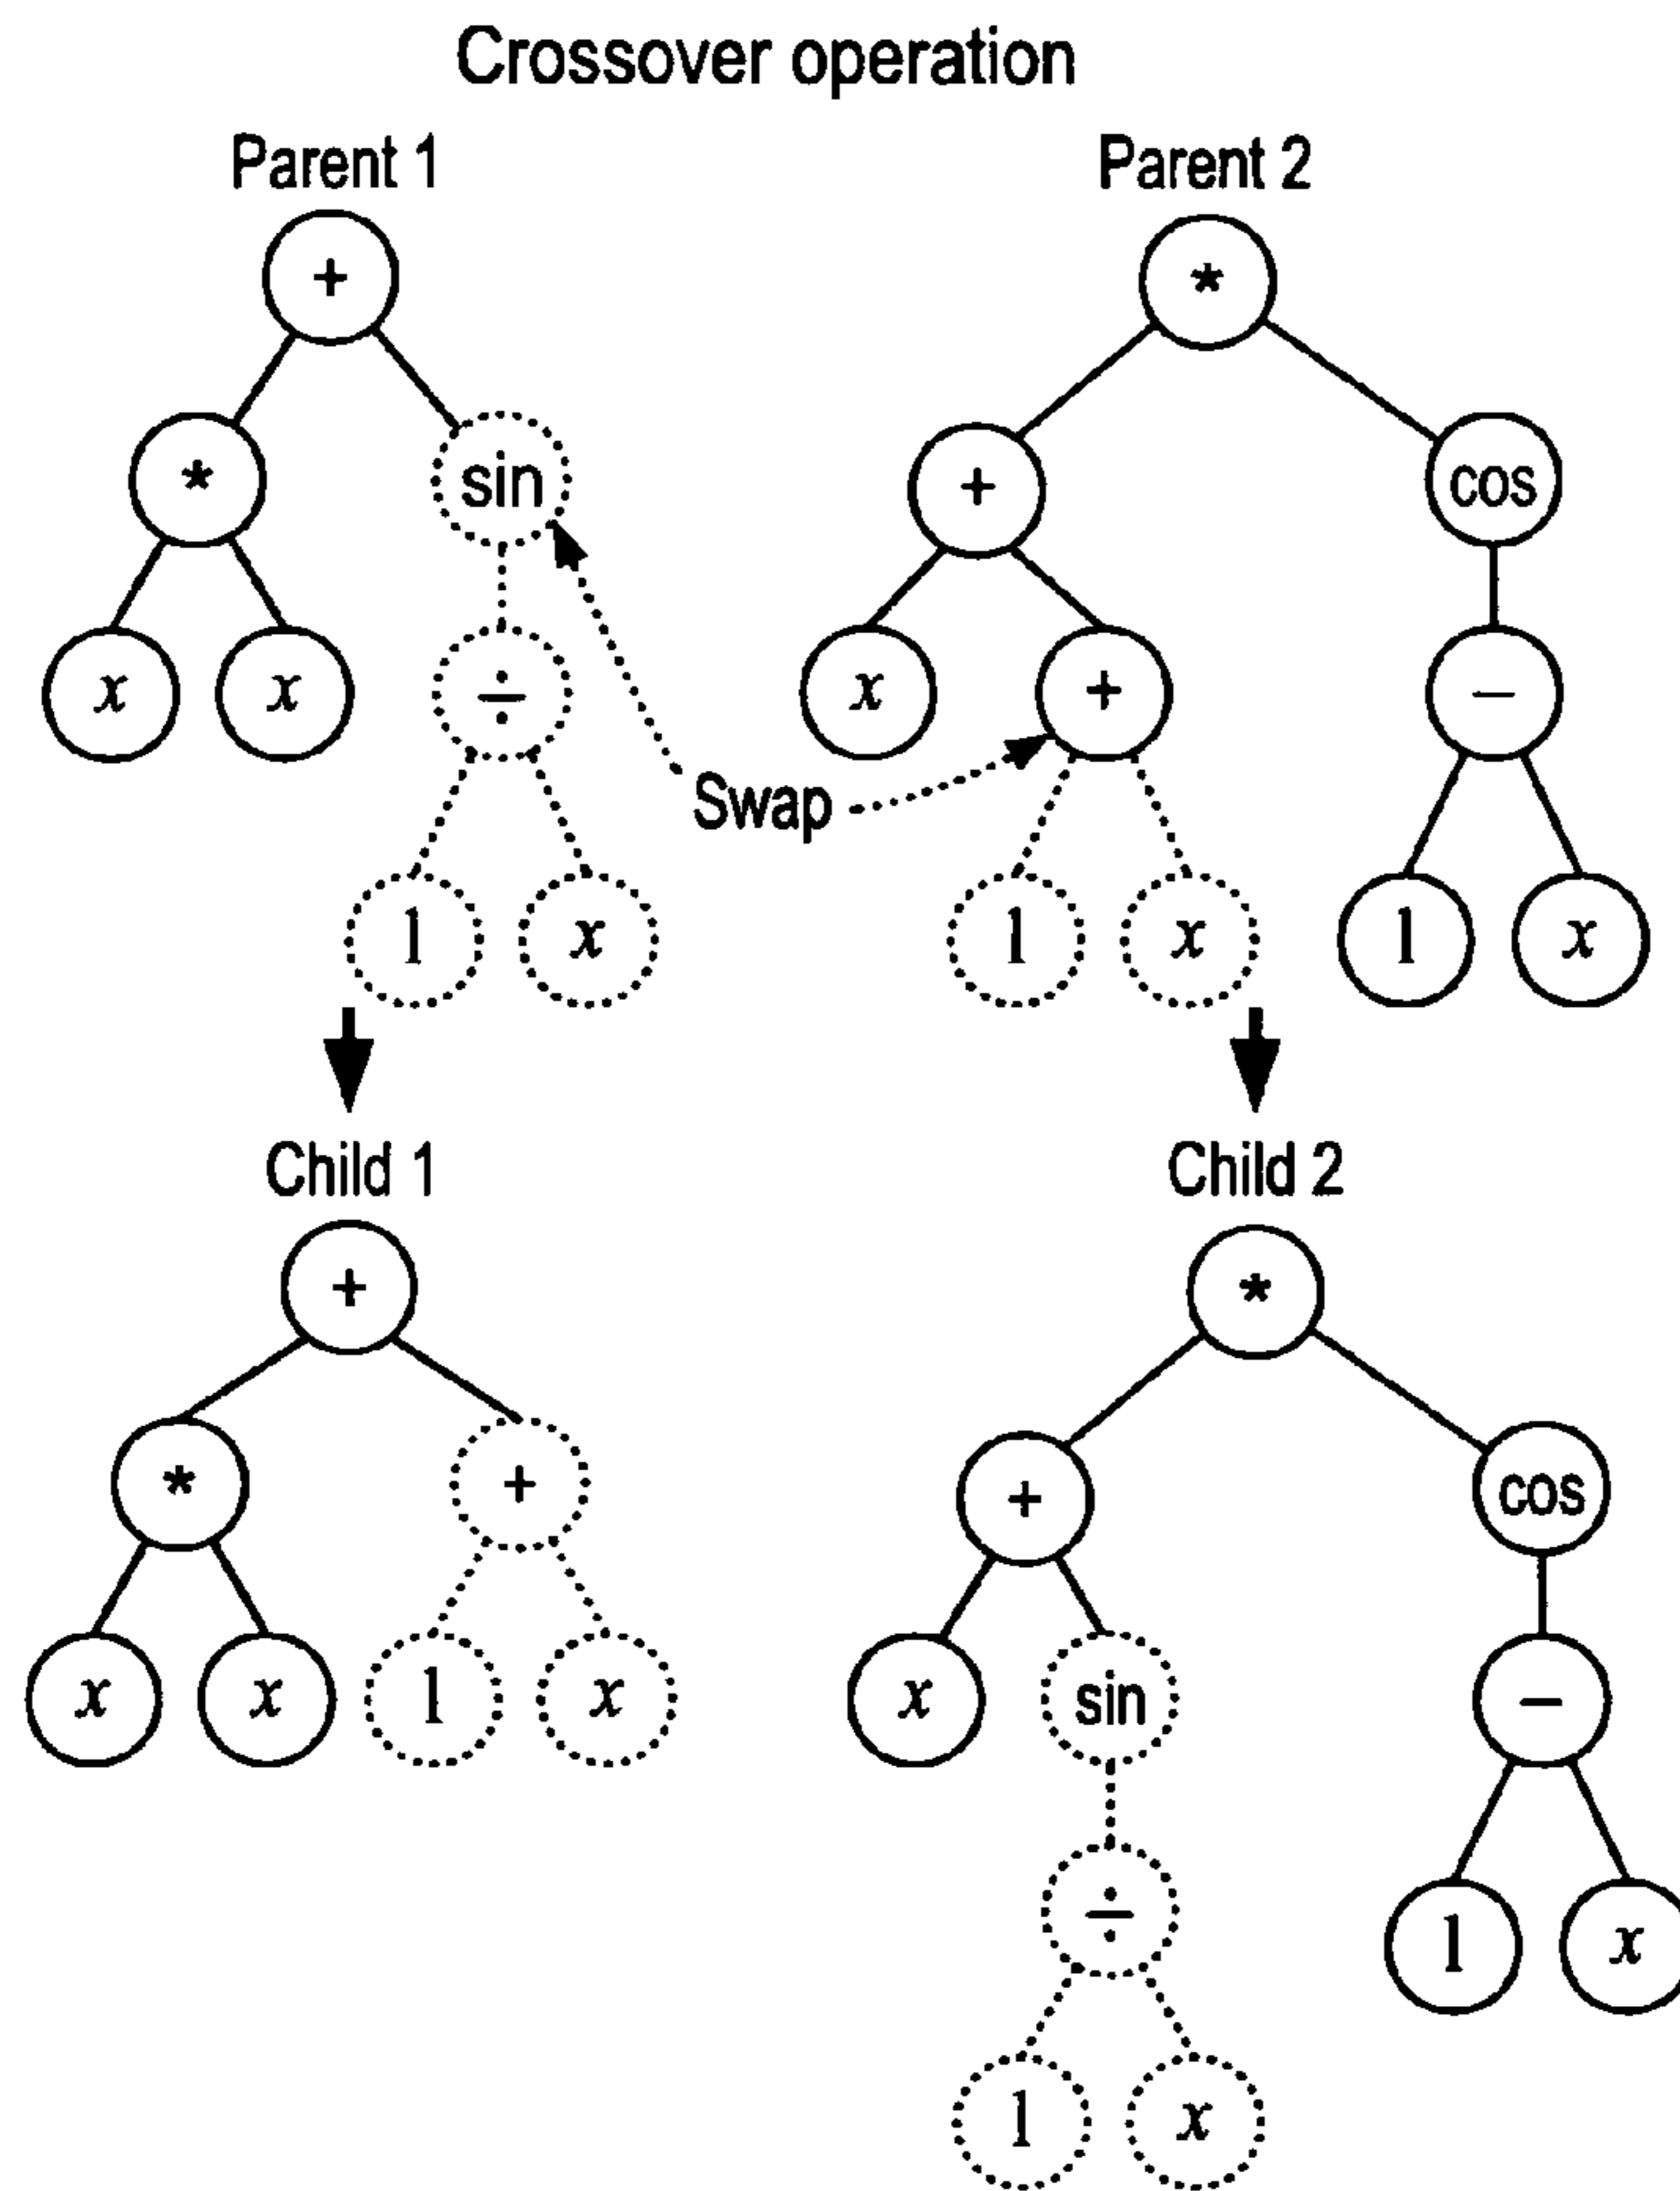 Crossover operation
Parent 1 Parent 2
+ *
* sin + cos
x x ÷ x + −
Swap
1 x 1 x 1 x
Child 1 Child 2
+ *
* + + cos
x x 1 x x sin −
÷ 1 x
1 x